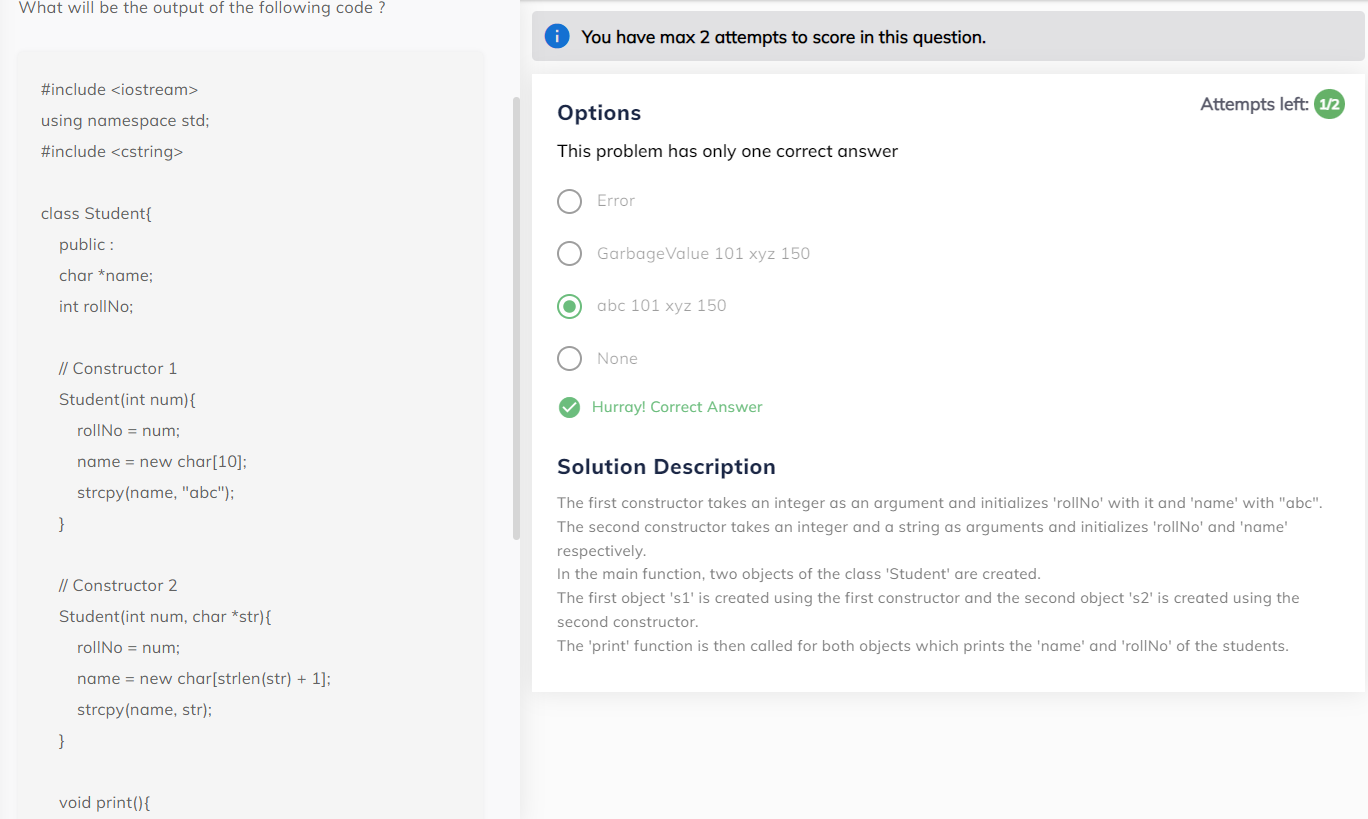 What will be the output of the following code ?
#include <iostream>
using namespace std;
#include <cstring>
class Student{
public :
char *name;
int rollNo;
// Constructor 1
Student(int num){
rollNo = num;
name = new char[10];
strcpy(name, "abc");
}
// Constructor 2
Student(int num, char *str){
rollNo = num;
name = new char[strlen(str) + 1];
strcpy(name, str);
}
void print(){
You have max 2 attempts to score in this question.
Options
Attempts left: 1/2
This problem has only one correct answer
Error
GarbageValue 101 xyz 150
abc 101 xyz 150
None
Hurray! Correct Answer
Solution Description
The first constructor takes an integer as an argument and initializes 'rollNo' with it and 'name' with "abc".
The second constructor takes an integer and a string as arguments and initializes 'rollNo' and 'name'
respectively.
In the main function, two objects of the class 'Student' are created.
The first object 's1' is created using the first constructor and the second object 's2' is created using the
second constructor.
The 'print' function is then called for both objects which prints the 'name' and 'rollNo' of the students.